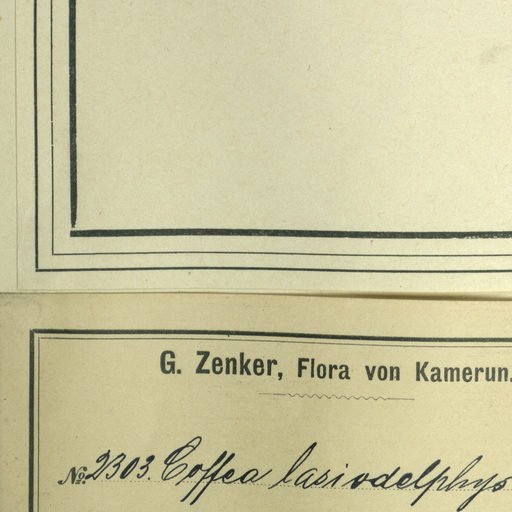 G. Zenker, Flora von Kamerun.
№. 2303. Coffea lasiodelphys